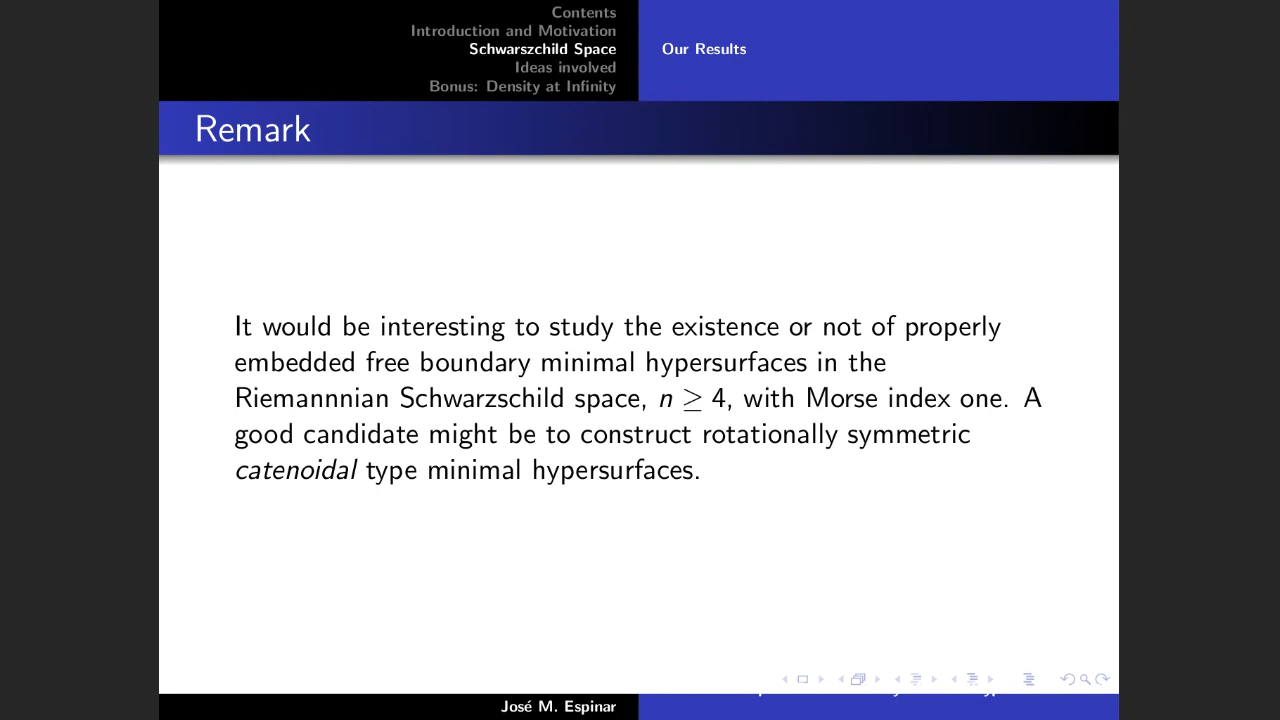 Contents
Introduction and Motivation
Schwarszchild Space
Ideas involved
Bonus: Density at Infinity
Our Results
Remark
It would be interesting to study the existence or not of properly
embedded free boundary minimal hypersurfaces in the
Riemannnian Schwarzschild space, n ≥ 4, with Morse index one. A
good candidate might be to construct rotationally symmetric
catenoidal type minimal hypersurfaces.
José M. Espinar